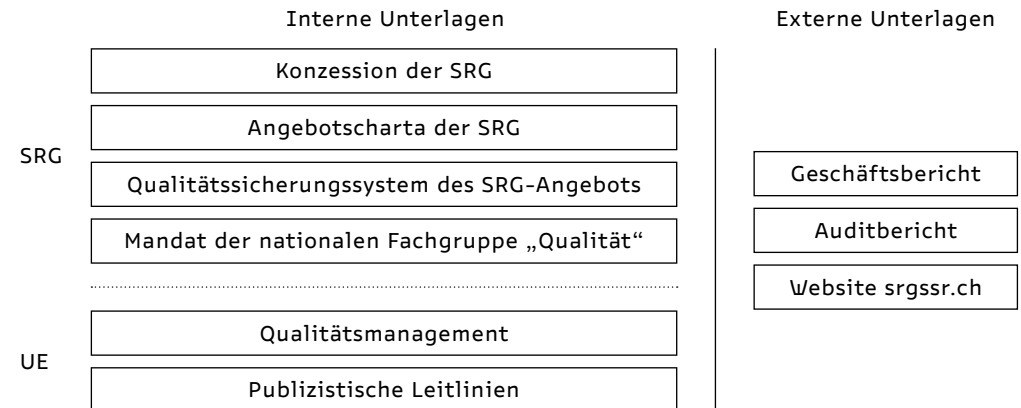 Interne Unterlagen
Externe Unterlagen
SRG
Konzession der SRG
Angebotscharta der SRG
Qualitätssicherungssystem des SRG-Angebots
Mandat der nationalen Fachgruppe „Qualität“
UE
Qualitätsmanagement
Publizistische Leitlinien
Geschäftsbericht
Auditbericht
Website srgssr.ch